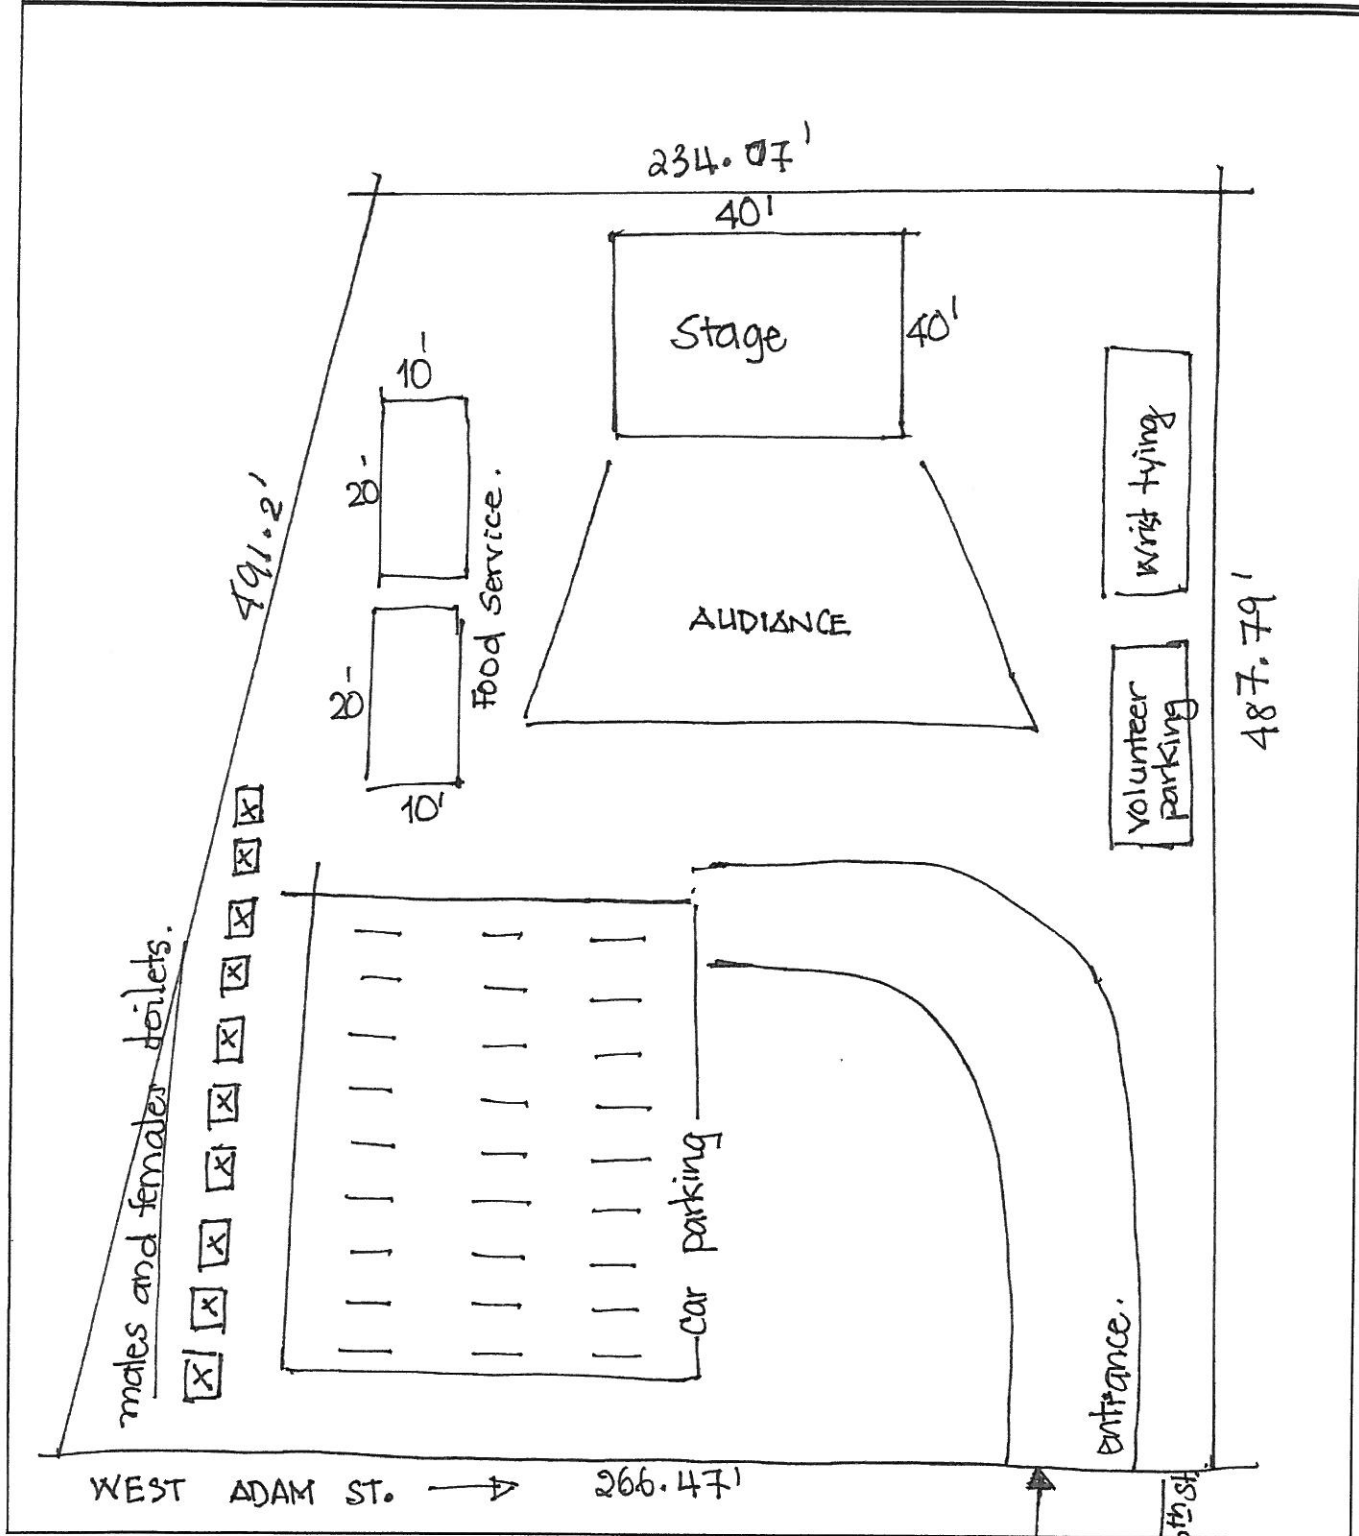 234.07'
40'
Stage
40'
10'
20'
Food Service.
20'
10'
AUDIANCE
Wrist tying
volunteer
parking
491.2'
487.79'
males and females toilets.
X
X
X
X
X
X
X
X
X
X
Car parking
entrance.
WEST ADAM ST.
266.47'